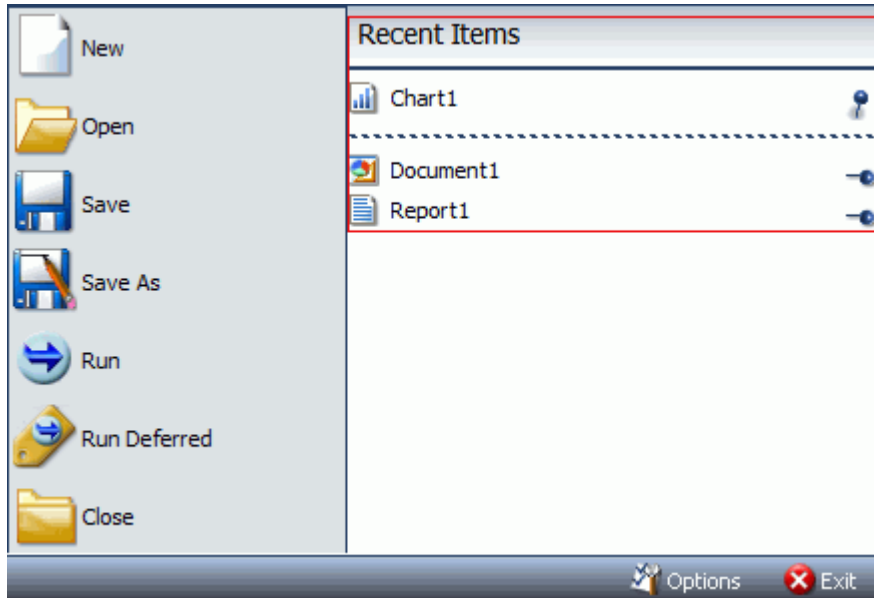 New
Open
Save
Save As
Run
Run Deferred
Close
Recent Items
Chart1
Document1
Report1
Options
Exit